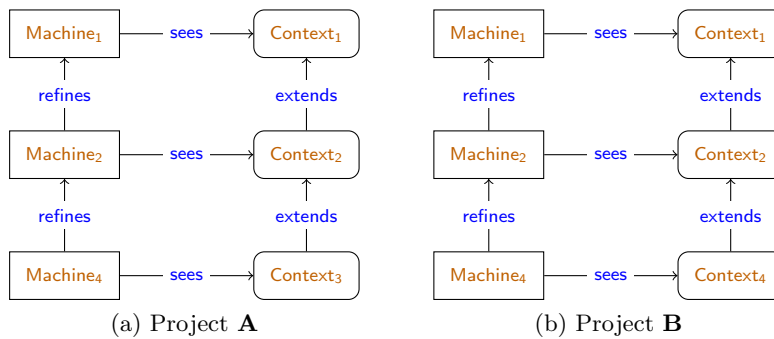 Machine₁ sees Context₁ Machine₁ sees Context₁
refines extends refines extends
Machine₂ sees Context₂ Machine₂ sees Context₂
refines extends refines extends
Machine₄ sees Context₃ Machine₄ sees Context₄
(a) Project A (b) Project B